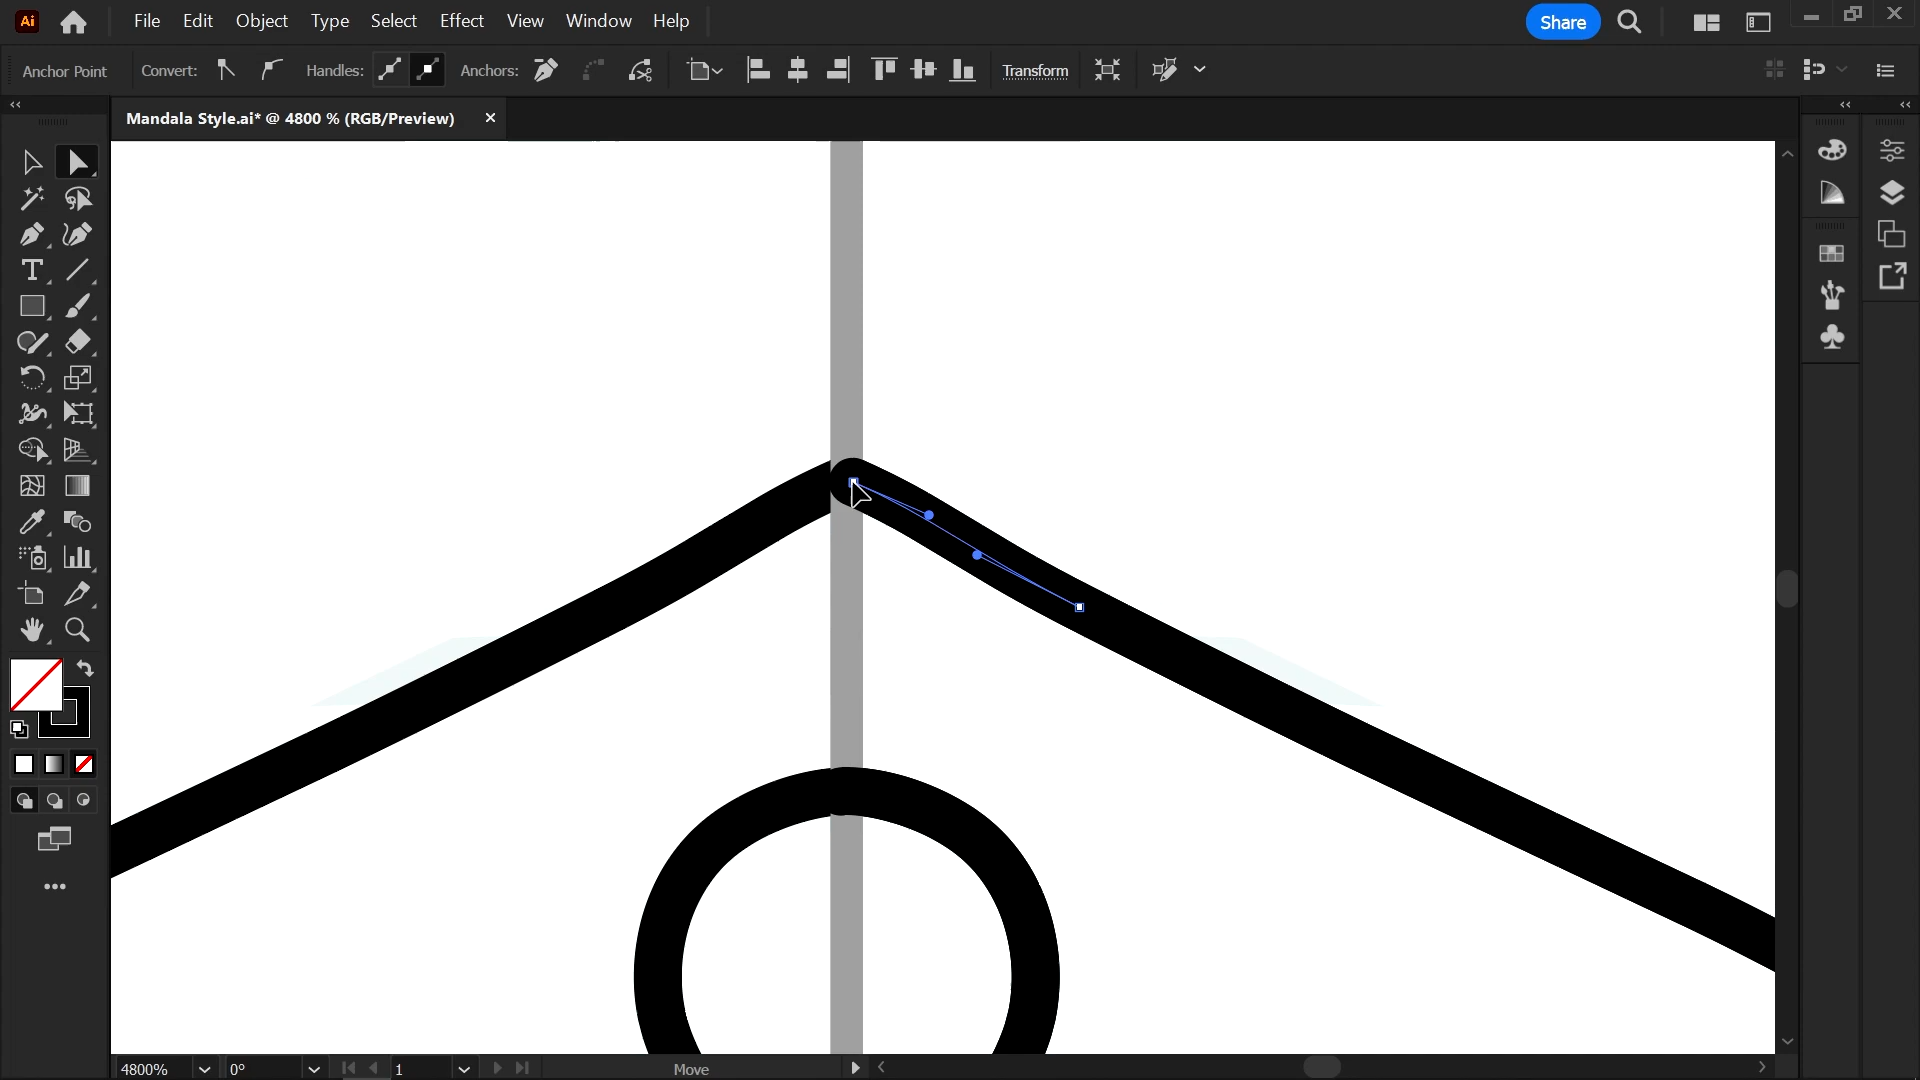 Ai File Edit Object Type Select Effect View Window Help Share
Anchor Point Convert: Handles: Anchors: Transform
Mandala Style.ai* @ 4800 % (RGB/Preview) ×
4800% 0° 1 Move